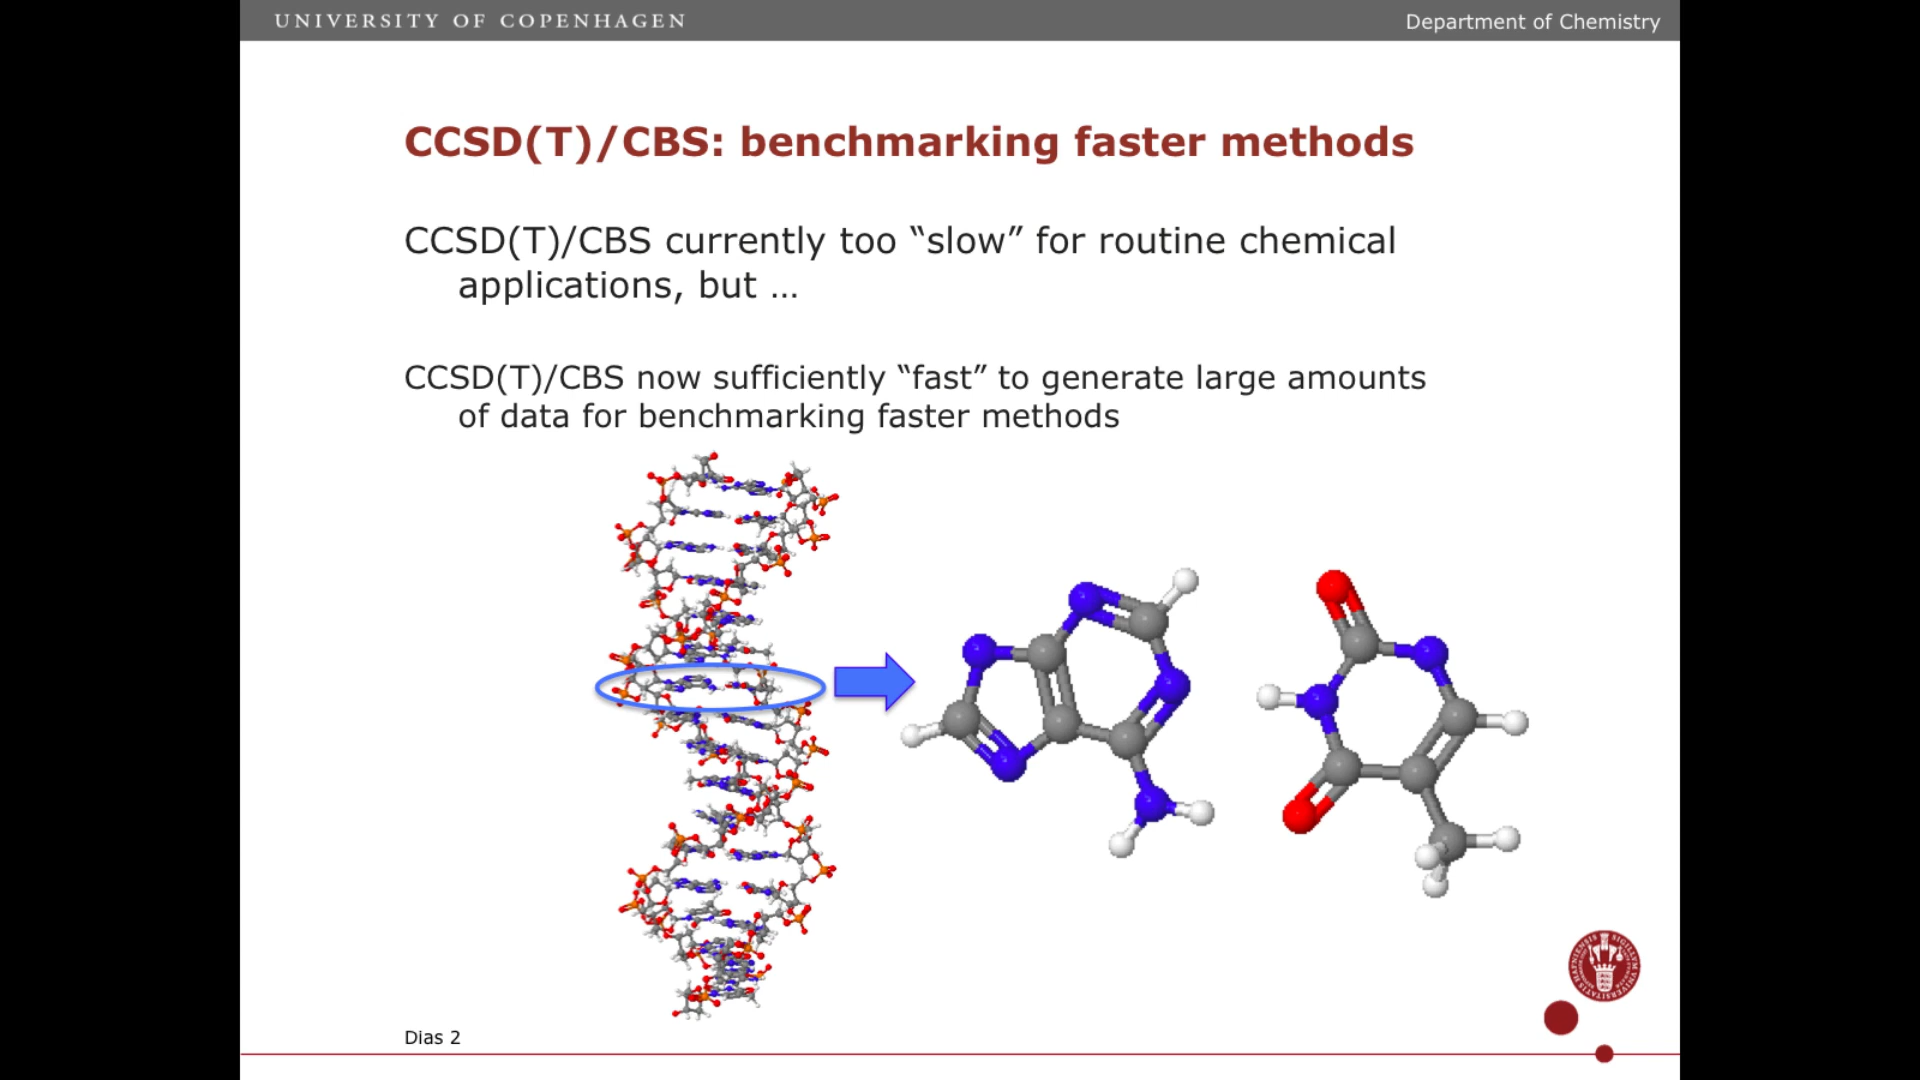 UNIVERSITY OF COPENHAGEN
Department of Chemistry
CCSD(T)/CBS: benchmarking faster methods
CCSD(T)/CBS currently too “slow” for routine chemical
applications, but …
CCSD(T)/CBS now sufficiently “fast” to generate large amounts
of data for benchmarking faster methods
Dias 2